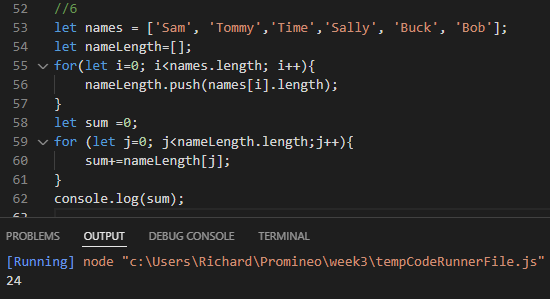 52 //6
53 let names = ['Sam', 'Tommy','Time','Sally', 'Buck', 'Bob'];
54 let nameLength=[];
55 for(let i=0; i<names.length; i++){
56 nameLength.push(names[i].length);
57 }
58 let sum =0;
59 for (let j=0; j<nameLength.length;j++){
60 sum+=nameLength[j];
61 }
62 console.log(sum);
PROBLEMS OUTPUT DEBUG CONSOLE TERMINAL
[Running] node "c:\Users\Richard\Promineo\week3\tempCodeRunnerFile.js"
24